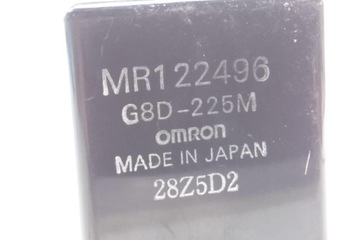 MR122496
G8D-225M
OMRON
MADE IN JAPAN
28Z5D2